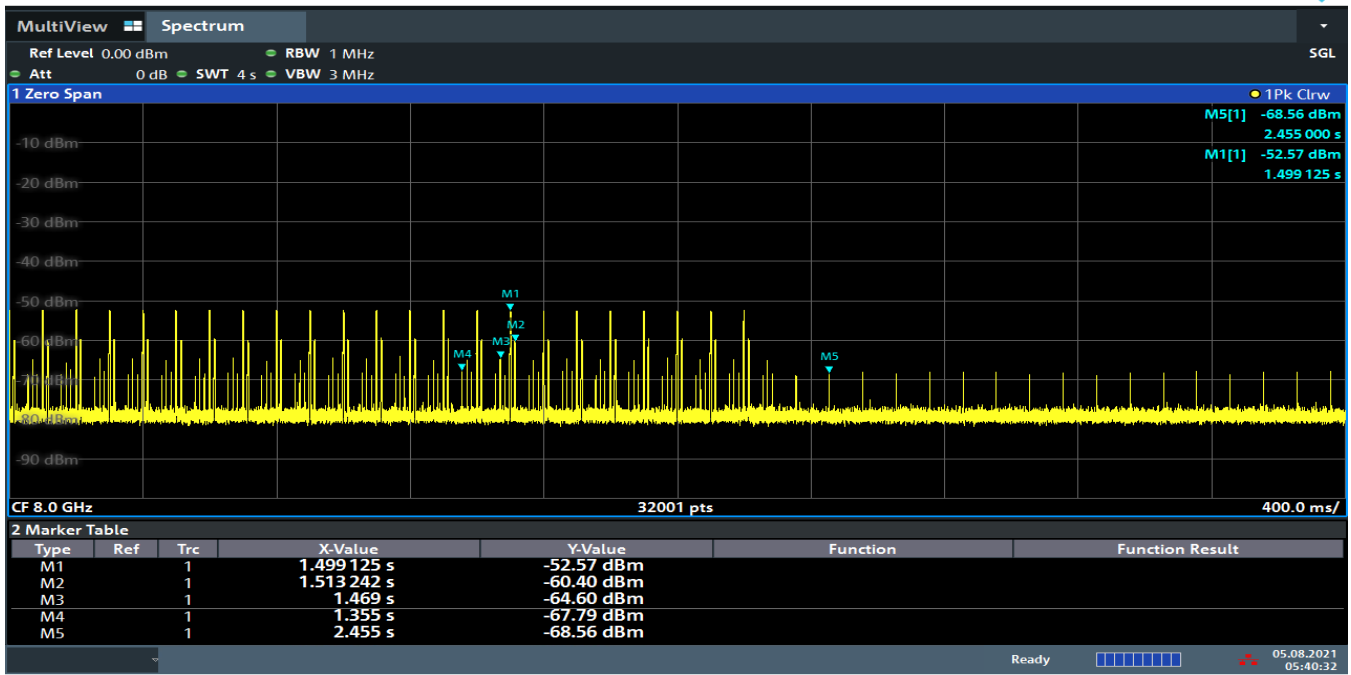 MultiView Spectrum
Ref Level 0.00 dBm RBW 1 MHz SGL
Att 0 dB SWT 4 s VBW 3 MHz
1 Zero Span 1Pk Clrw
M5[1] -68.56 dBm
2.455 000 s
M1[1] -52.57 dBm
1.499 125 s
-10 dBm
-20 dBm
-30 dBm
-40 dBm
-50 dBm
M1
M2
-60 dBm
M3
M4
M5
-70 dBm
-80 dBm
-90 dBm
CF 8.0 GHz 32001 pts 400.0 ms/
2 Marker Table
Type Ref Trc X-Value Y-Value Function Function Result
M1 1 1.499 125 s -52.57 dBm
M2 1 1.513 242 s -60.40 dBm
M3 1 1.469 s -64.60 dBm
M4 1 1.355 s -67.79 dBm
M5 1 2.455 s -68.56 dBm
Ready 05.08.2021
05:40:32